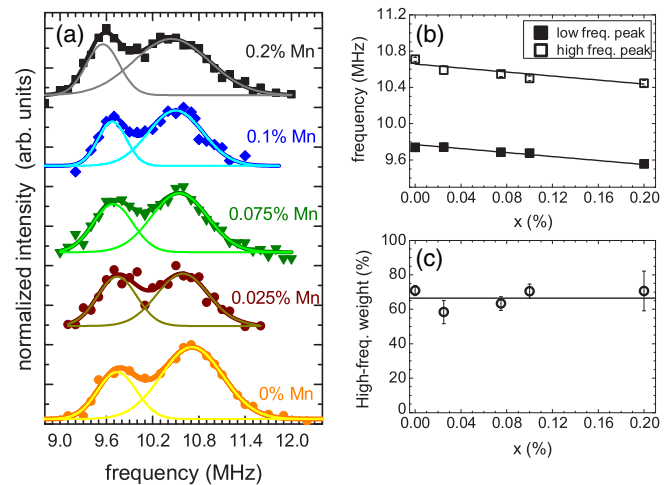 (a)
0.2% Mn
0.1% Mn
0.075% Mn
0.025% Mn
0% Mn
normalized intensity (arb. units)
9.0 9.6 10.2 10.8 11.4 12.0
frequency (MHz)
(b)
low freq. peak
high freq. peak
11.2
10.8
10.4
10.0
9.6
frequency (MHz)
0.00 0.04 0.08 0.12 0.16 0.20
x (%)
(c)
100
80
60
40
20
0
High-freq. weight (%)
0.00 0.04 0.08 0.12 0.16 0.20
x (%)